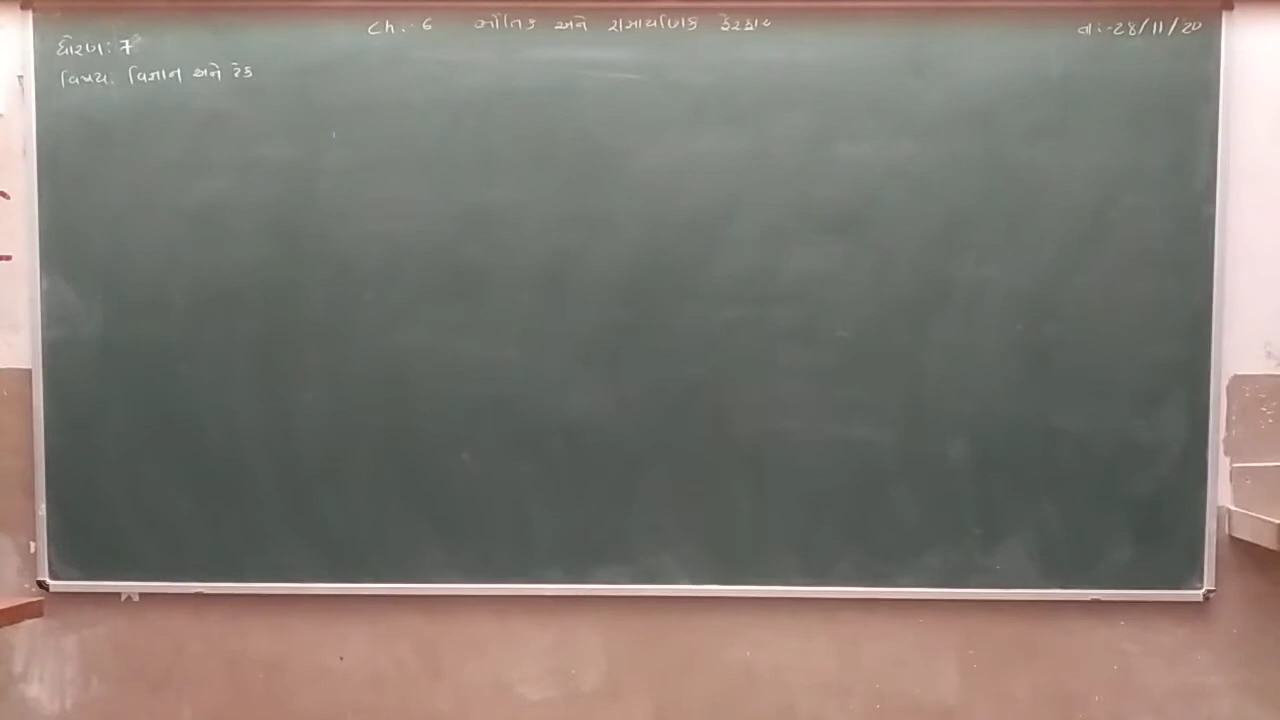 Ch.-6 ભૌતિક અને રાસાયણિક ફેરફાર
તા:-28/11/20
ધોરણ: 7
વિષય: વિજ્ઞાન અને ટેક